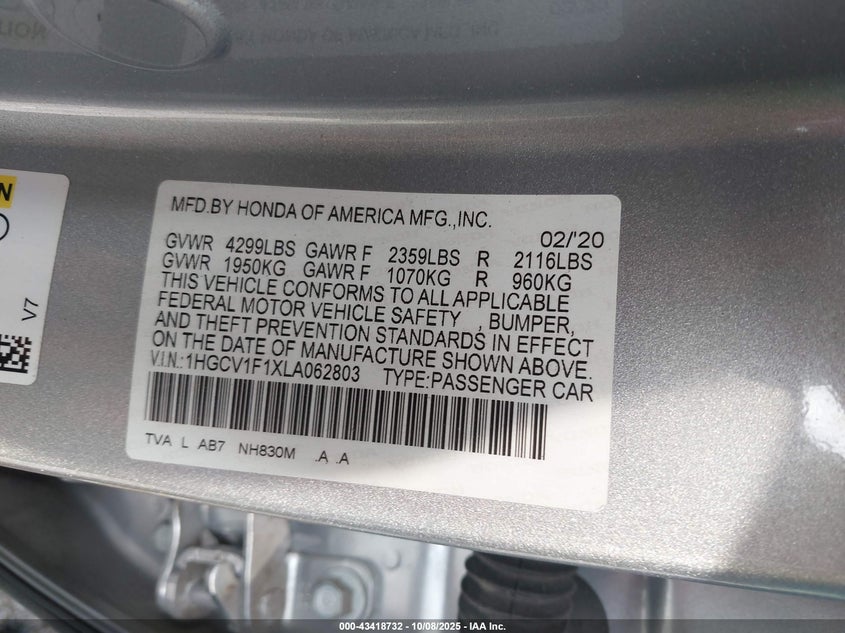 MFD.BY HONDA OF AMERICA MFG.,INC.
02/'20
GVWR 4299LBS GAWR F 2359LBS R 2116LBS
GVWR 1950KG GAWR F 1070KG R 960KG
THIS VEHICLE CONFORMS TO ALL APPLICABLE
FEDERAL MOTOR VEHICLE SAFETY , BUMPER,
AND THEFT PREVENTION STANDARDS IN EFFECT
ON THE DATE OF MANUFACTURE SHOWN ABOVE.
V.I.N.:1HGCV1F1XLA062803 TYPE:PASSENGER CAR
TVA L AB7 NH830M .A .A
V7
000-43418732 - 10/08/2025 - IAA Inc.